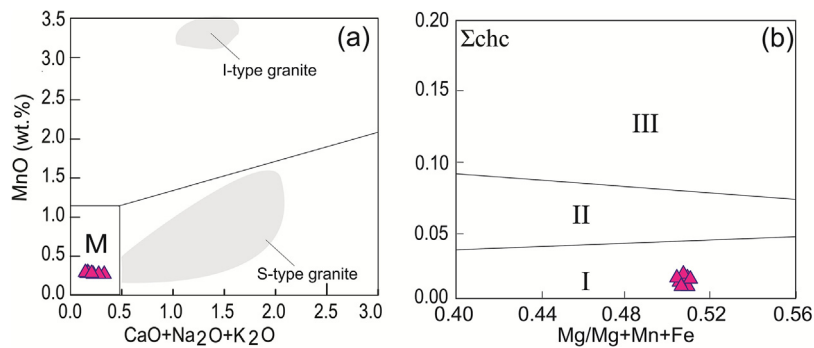 (a)
3.5
3.0
2.5
2.0
1.5
1.0
0.5
0.0
MnO (wt.%)
I-type granite
M
S-type granite
0.0 0.5 1.0 1.5 2.0 2.5 3.0
CaO+Na2O+K2O
(b)
Σchc
0.20
0.15
0.10
0.05
0.00
III
II
I
0.40 0.44 0.48 0.52 0.56
Mg/Mg+Mn+Fe